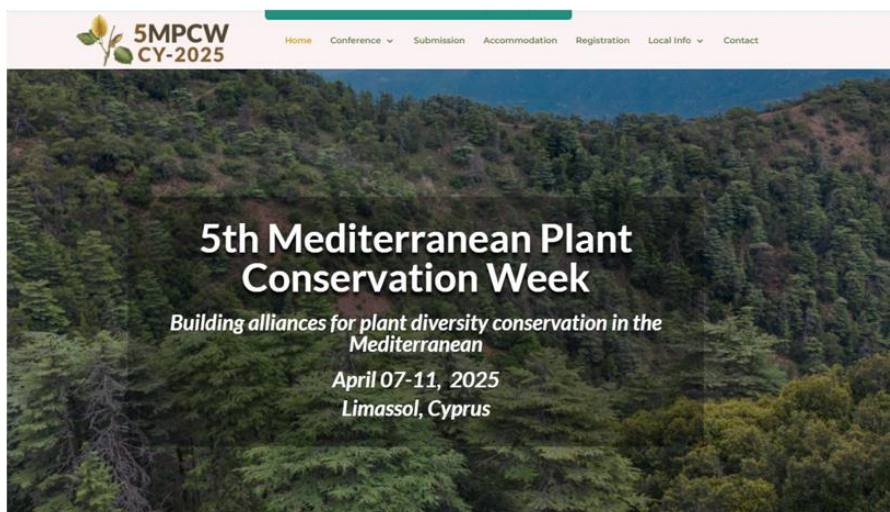 5MPCW
CY-2025
Home Conference Submission Accommodation Registration Local Info Contact
5th Mediterranean Plant
Conservation Week
Building alliances for plant diversity conservation in the
Mediterranean
April 07-11, 2025
Limassol, Cyprus